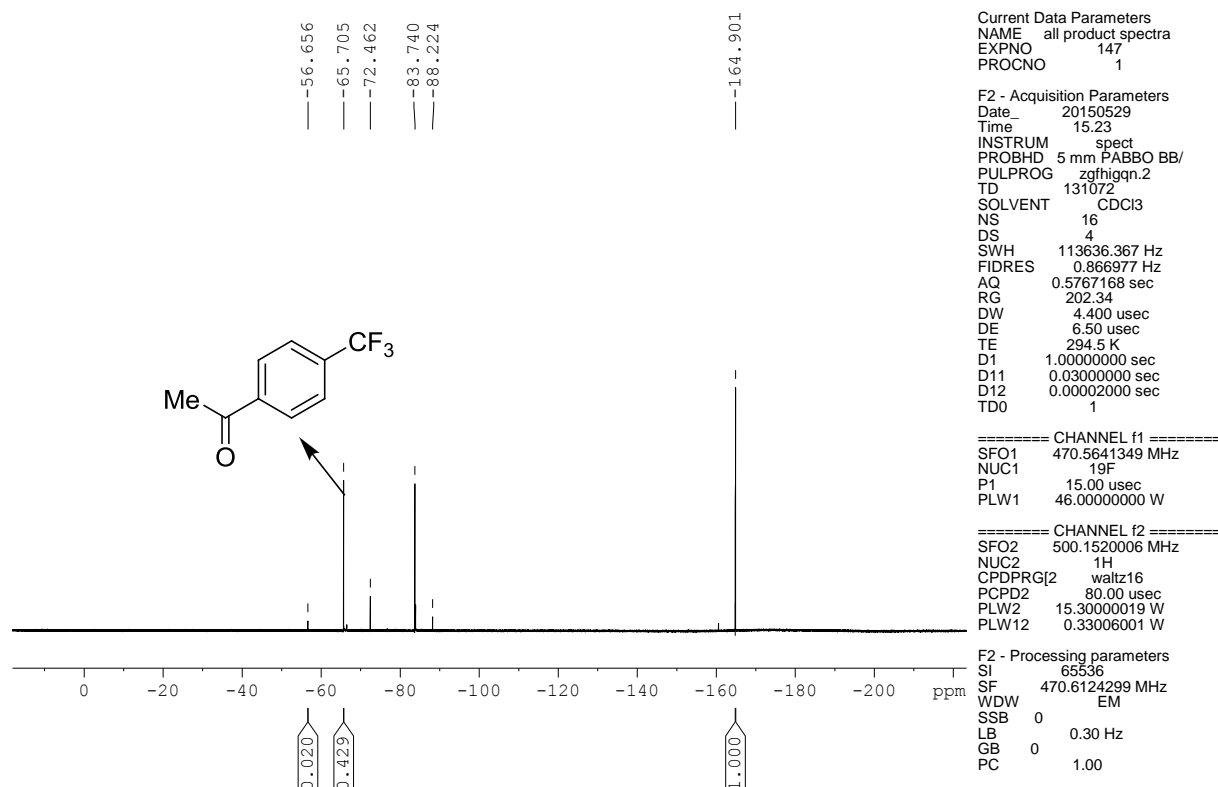 -56.656
-65.705
-72.462
-83.740
-88.224
-164.901
CF3
Me
O
0 -20 -40 -60 -80 -100 -120 -140 -160 -180 -200 ppm
0.020
0.429
1.000
Current Data Parameters
NAME all product spectra
EXPNO 147
PROCNO 1
F2 - Acquisition Parameters
Date_ 20150529
Time 15.23
INSTRUM spect
PROBHD 5 mm PABBO BB/
PULPROG zgfhigqn.2
TD 131072
SOLVENT CDCl3
NS 16
DS 4
SWH 113636.367 Hz
FIDRES 0.866977 Hz
AQ 0.5767168 sec
RG 202.34
DW 4.400 usec
DE 6.50 usec
TE 294.5 K
D1 1.00000000 sec
D11 0.03000000 sec
D12 0.00002000 sec
TD0 1
======== CHANNEL f1 ========
SFO1 470.5641349 MHz
NUC1 19F
P1 15.00 usec
PLW1 46.00000000 W
======== CHANNEL f2 ========
SFO2 500.1520006 MHz
NUC2 1H
CPDPRG[2 waltz16
PCPD2 80.00 usec
PLW2 15.30000019 W
PLW12 0.33006001 W
F2 - Processing parameters
SI 65536
SF 470.6124299 MHz
WDW EM
SSB 0
LB 0.30 Hz
GB 0
PC 1.00